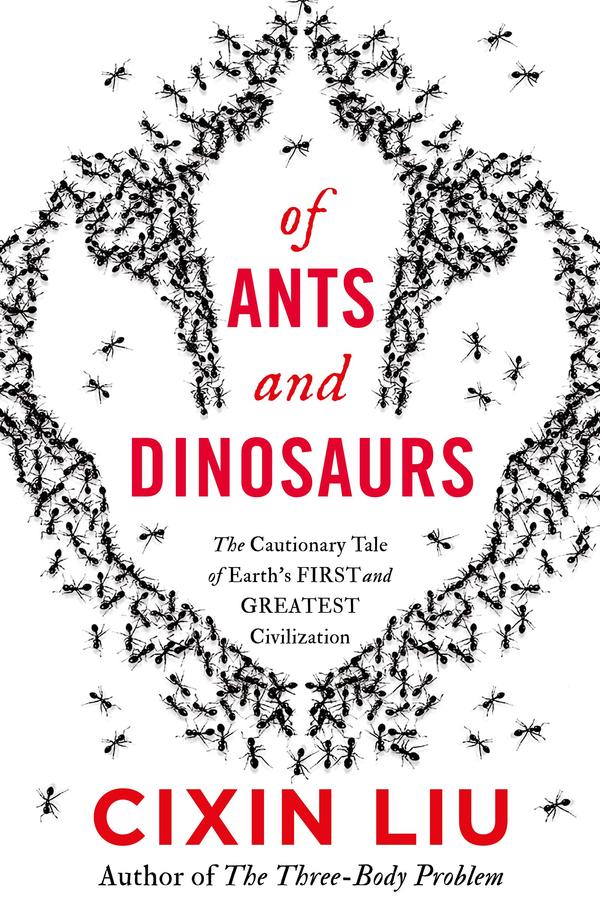 of
ANTS
and
DINOSAURS
The Cautionary Tale
of Earth's FIRST and
GREATEST
Civilization
CIXIN LIU
Author of The Three-Body Problem